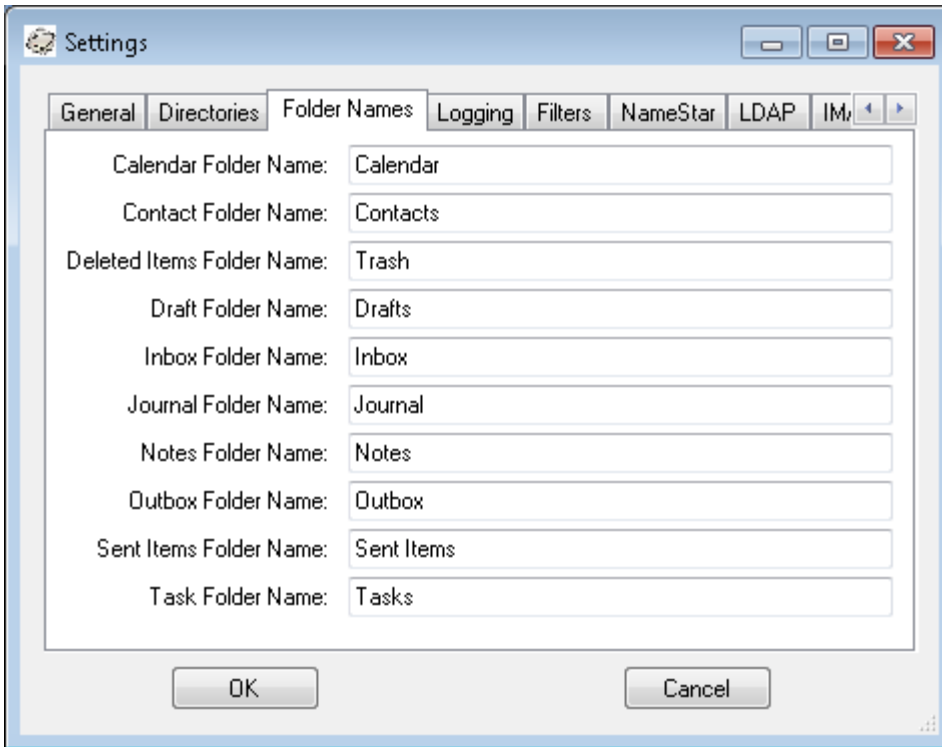 Settings
General Directories Folder Names Logging Filters NameStar LDAP
Calendar Folder Name: Calendar
Contact Folder Name: Contacts
Deleted Items Folder Name: Trash
Draft Folder Name: Drafts
Inbox Folder Name: Inbox
Journal Folder Name: Journal
Notes Folder Name: Notes
Outbox Folder Name: Outbox
Sent Items Folder Name: Sent Items
Task Folder Name: Tasks
OK Cancel